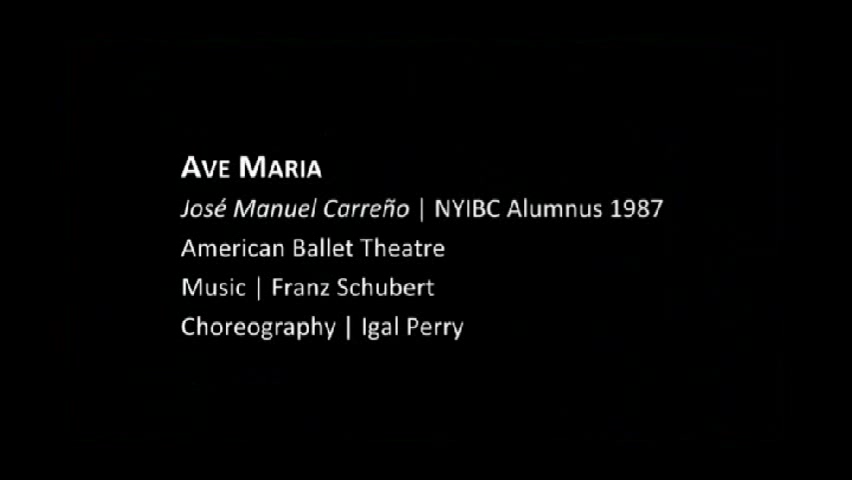 AVE MARIA
José Manuel Carreño | NYIBC Alumnus 1987
American Ballet Theatre
Music | Franz Schubert
Choreography | Igal Perry